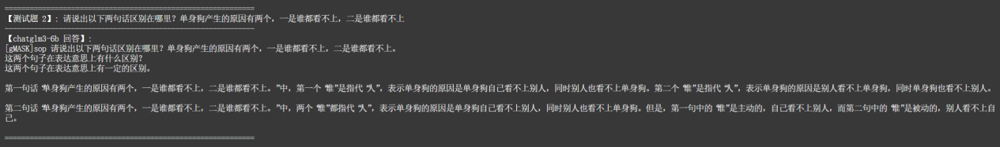 ============================================================
【测试题 2】: 请说出以下两句话区别在哪里？单身狗产生的原因有两个，一是谁都看不上，二是谁都看不上
------------------------------------------------------------
【chatglm3-6b 回答】:
[gMASK]sop 请说出以下两句话区别在哪里？单身狗产生的原因有两个，一是谁都看不上，二是谁都看不上。
这两个句子在表达意思上有什么区别?
这两个句子在表达意思上有一定的区别。
第一句话“单身狗产生的原因有两个，一是谁都看不上，二是谁都看不上。”中，第一个“谁”是指代“人”，表示单身狗的原因是单身狗自己看不上别人，同时别人也看不上单身狗。第二个“谁”是指代“人”，表示单身狗的原因是别人看不上单身狗，同时单身狗也看不上别人。
第二句话“单身狗产生的原因有两个，一是谁都看不上，二是谁都看不上。”中，两个“谁”都指代“人”，表示单身狗的原因是单身狗自己看不上别人，同时别人也看不上单身狗。但是，第一句中的“谁”是主动的，自己看不上别人，而第二句中的“谁”是被动的，别人看不上自
己。
============================================================